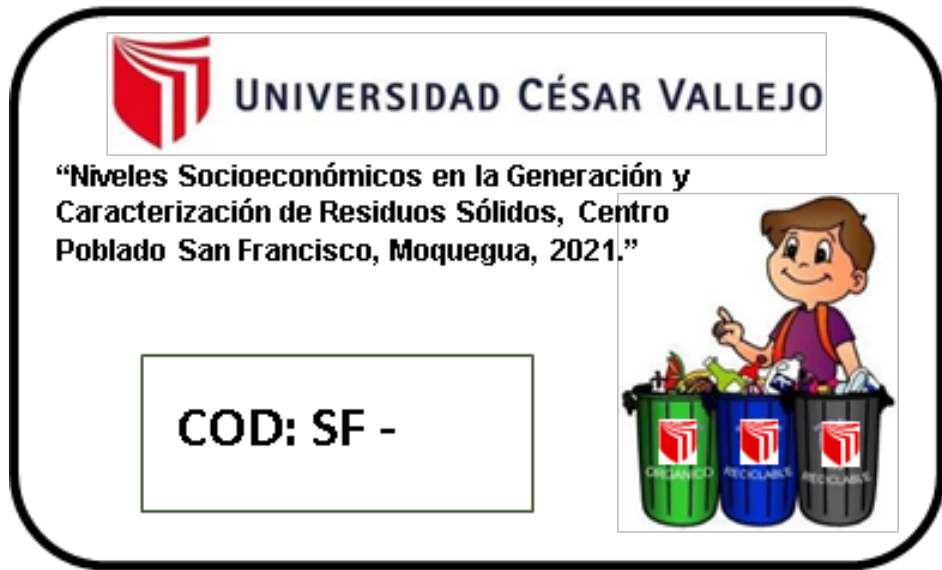 UNIVERSIDAD CÉSAR VALLEJO
“Niveles Socioeconómicos en la Generación y
Caracterización de Residuos Sólidos, Centro
Poblado San Francisco, Moquegua, 2021.”
COD: SF -
ORGANICO
RECICLABLE
RECICLABLE